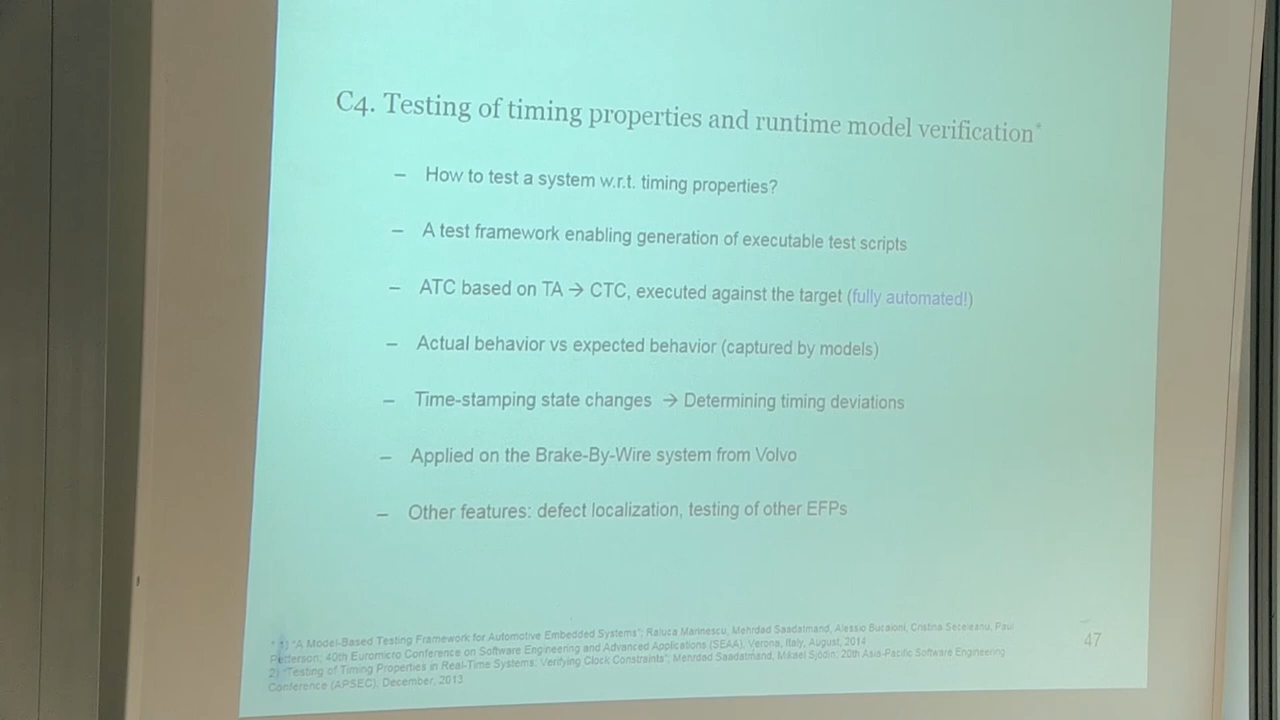 C4. Testing of timing properties and runtime model verification*
– How to test a system w.r.t. timing properties?
– A test framework enabling generation of executable test scripts
– ATC based on TA → CTC, executed against the target (fully automated!)
– Actual behavior vs expected behavior (captured by models)
– Time-stamping state changes → Determining timing deviations
– Applied on the Brake-By-Wire system from Volvo
– Other features: defect localization, testing of other EFPs
* 1) "A Model-Based Testing Framework for Automotive Embedded Systems"; Raluca Marinescu, Mehrdad Saadatmand, Alessio Bucaioni, Cristina Seceleanu, Paul
Petterson; 40th Euromicro Conference on Software Engineering and Advanced Applications (SEAA), Verona, Italy, August, 2014
2) "Testing of Timing Properties in Real-Time Systems: Verifying Clock Constraints"; Mehrdad Saadatmand, Mikael Sjödin; 20th Asia-Pacific Software Engineering
Conference (APSEC); December, 2013
47